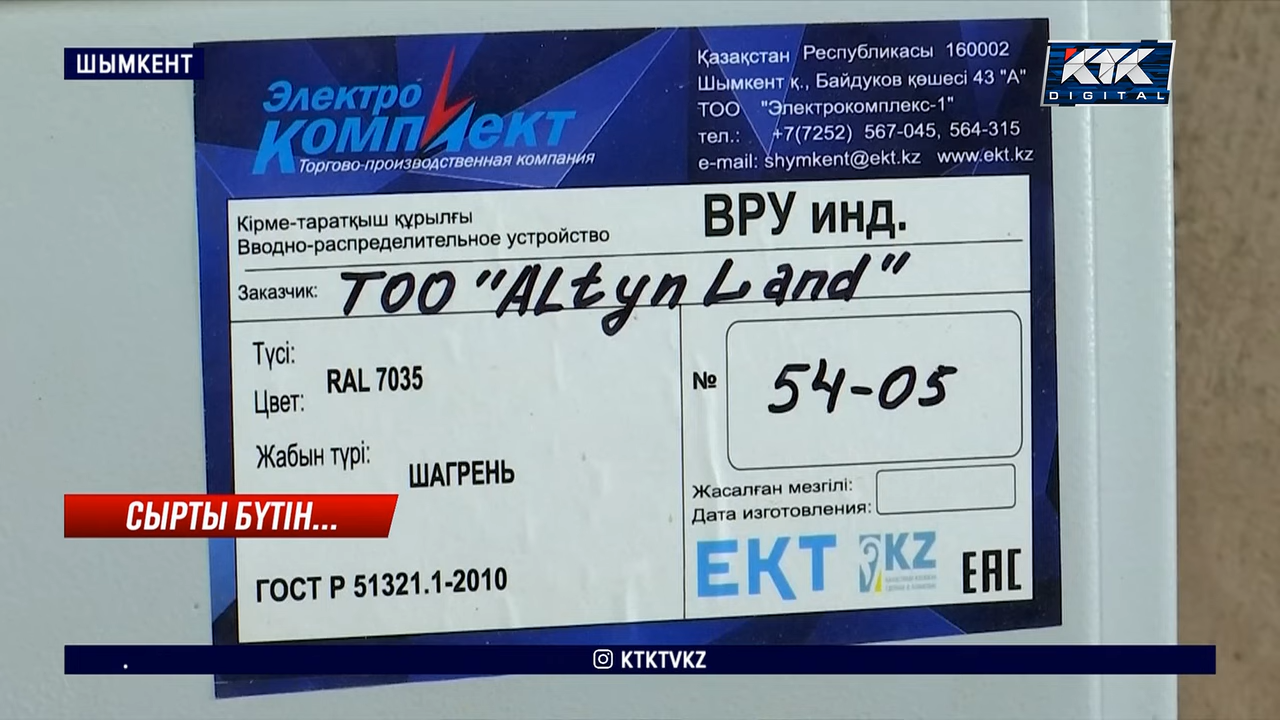 ШЫМКЕНТ
KTK
DIGITAL
Электро
КОМПЛЕКТ
Торгово-производственная компания
Қазақстан Республикасы 160002
Шымкент қ., Байдуков көшесі 43 "А"
ТОО "Электрокомплекс-1"
тел.: +7(7252) 567-045, 564-315
e-mail: shymkent@ekt.kz www.ekt.kz
Кірме-таратқыш құрылғы
Вводно-распределительное устройство
ВРУ инд.
Заказчик: ТОО "ALtyn Land"
Түсі:
Цвет:
RAL 7035
№ 54-05
Жабын түрі:
ШАГРЕНЬ
Жасалған мезгілі:
Дата изготовления:
СЫРТЫ БҮТІН...
ГОСТ Р 51321.1-2010
ЕКТ
KZ
ЕАС
. KTKTVKZ